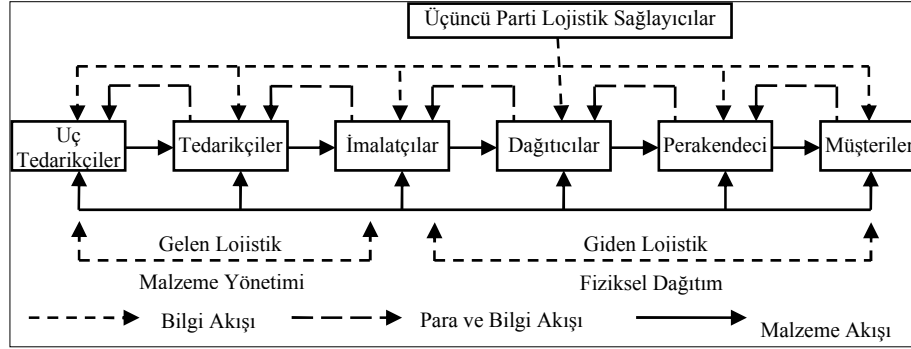 Üçüncü Parti Lojistik Sağlayıcılar
Uç
Tedarikçiler
Tedarikçiler
İmalatçılar
Dağıtıcılar
Perakendeci
Müşteriler
Gelen Lojistik
Giden Lojistik
Malzeme Yönetimi
Fiziksel Dağıtım
Bilgi Akışı
Para ve Bilgi Akışı
Malzeme Akışı